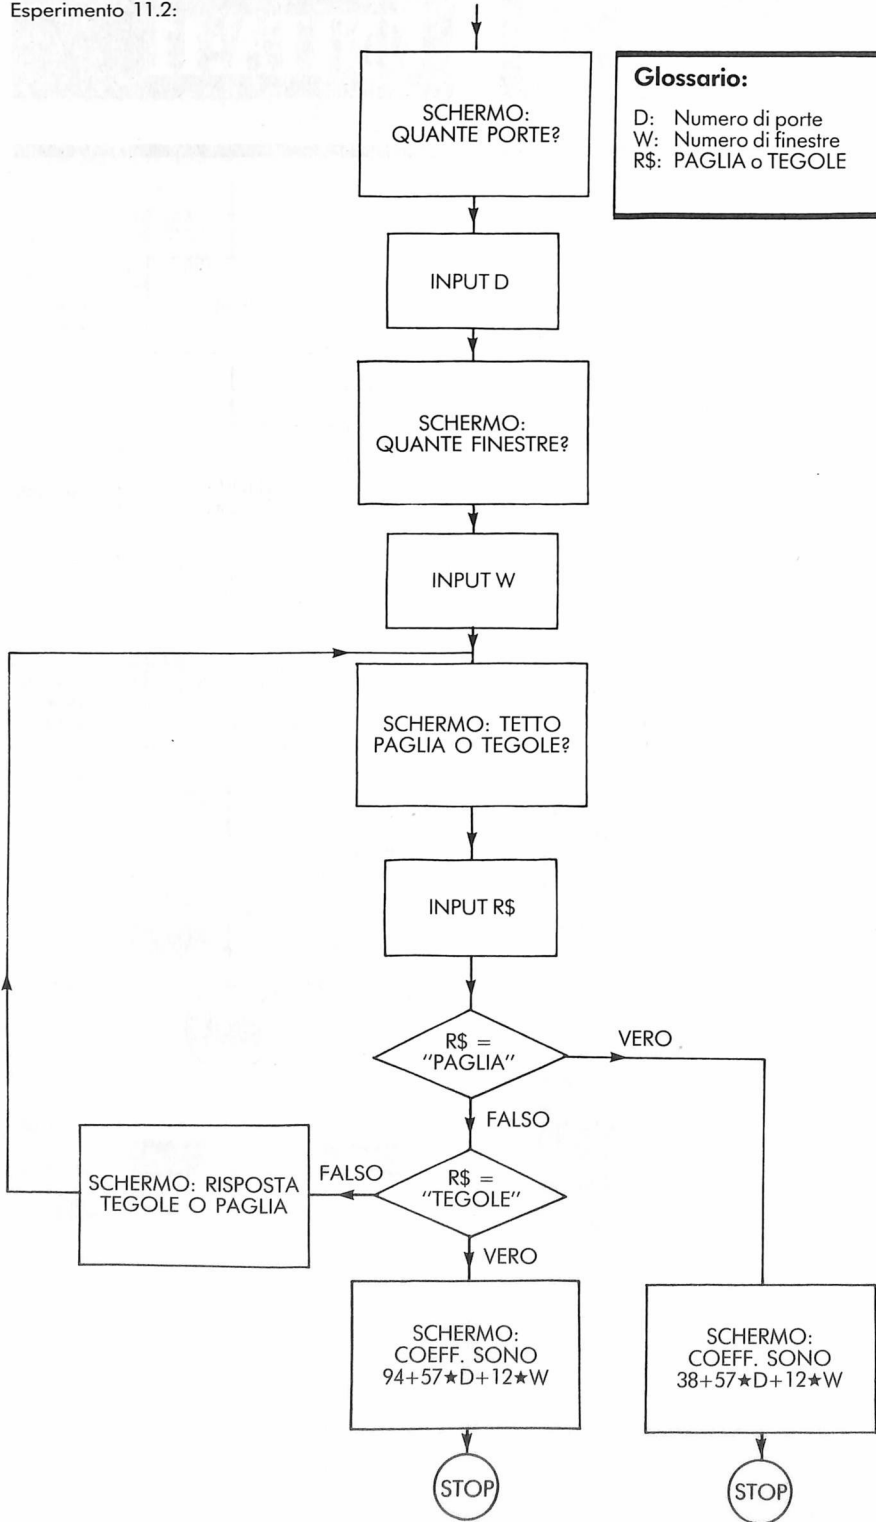 Esperimento 11.2:
SCHERMO:
QUANTE PORTE?
Glossario:
D: Numero di porte
W: Numero di finestre
R$: PAGLIA o TEGOLE
INPUT D
SCHERMO:
QUANTE FINESTRE?
INPUT W
SCHERMO: TETTO
PAGLIA O TEGOLE?
INPUT R$
R$ =
"PAGLIA"
VERO
FALSO
R$ =
"TEGOLE"
FALSO
SCHERMO: RISPOSTA
TEGOLE O PAGLIA
VERO
SCHERMO:
COEFF. SONO
94+57★D+12★W
SCHERMO:
COEFF. SONO
38+57★D+12★W
STOP
STOP